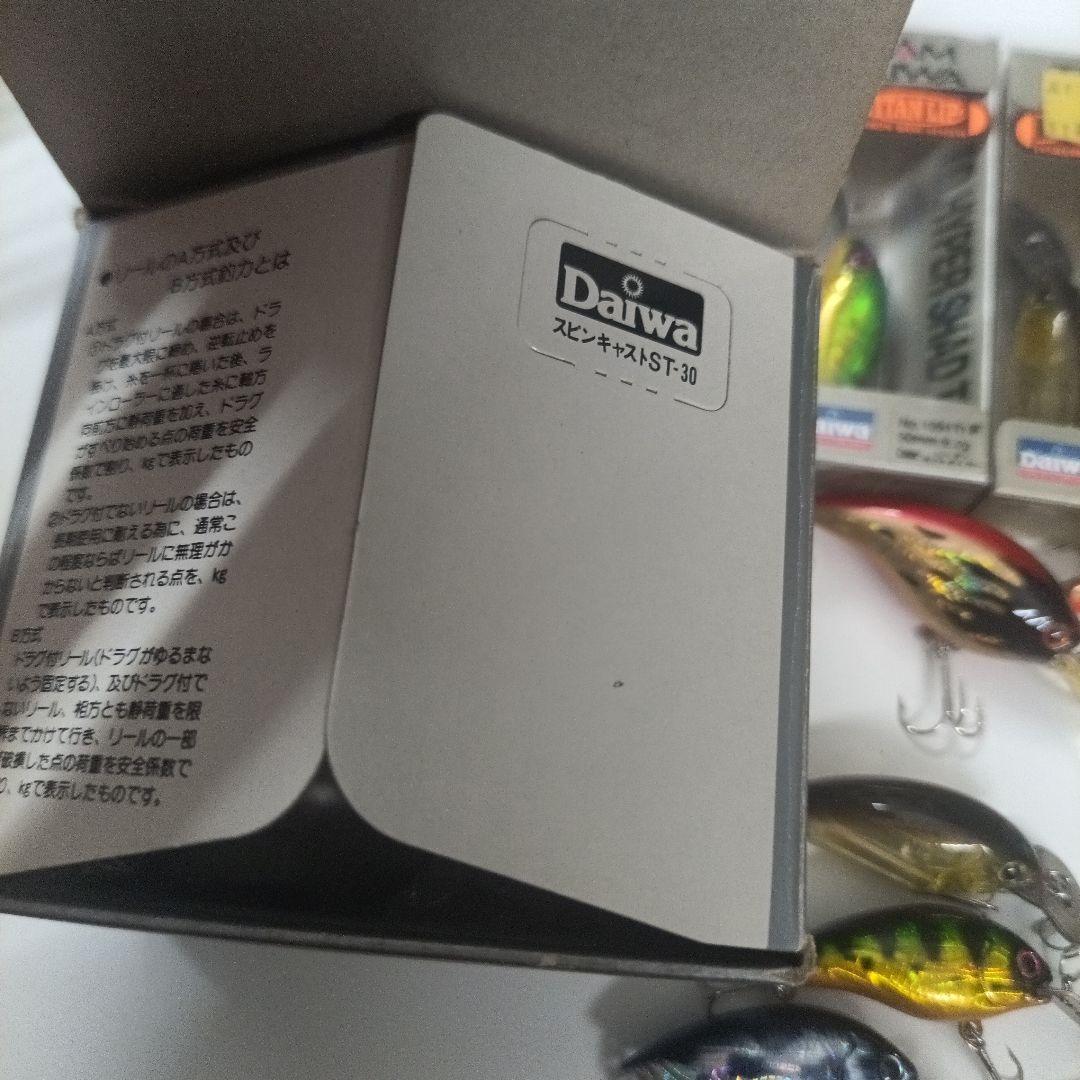 ●リールのA方式及び
B方式釣力とは
A方式
①ドラグ付リールの場合は、ドラ
グを最大限に締め、逆転止めを
掛け、糸を一杯に巻いた後、ラ
インローラーに通した糸に軸方
向前方に静荷重を加え、ドラグ
がすべり始める点の荷重を安全
係数で割り、kgで表示したもの
です。
②ドラグ付でないリールの場合は、
長期使用に耐える為に、通常こ
の程度ならばリールに無理がか
からないと判断される点を、kg
で表示したものです。
B方式
ドラグ付リール(ドラグがゆるまな
いよう固定する)、及びドラグ付で
ないリール、相方とも静荷重を限
界までかけて行き、リールの一部
が破損した点の荷重を安全係数で
り、kgで表示したものです。
Daiwa
スピンキャストST-30
LIP
HYPER SHAD
Daiwa
Daiwa